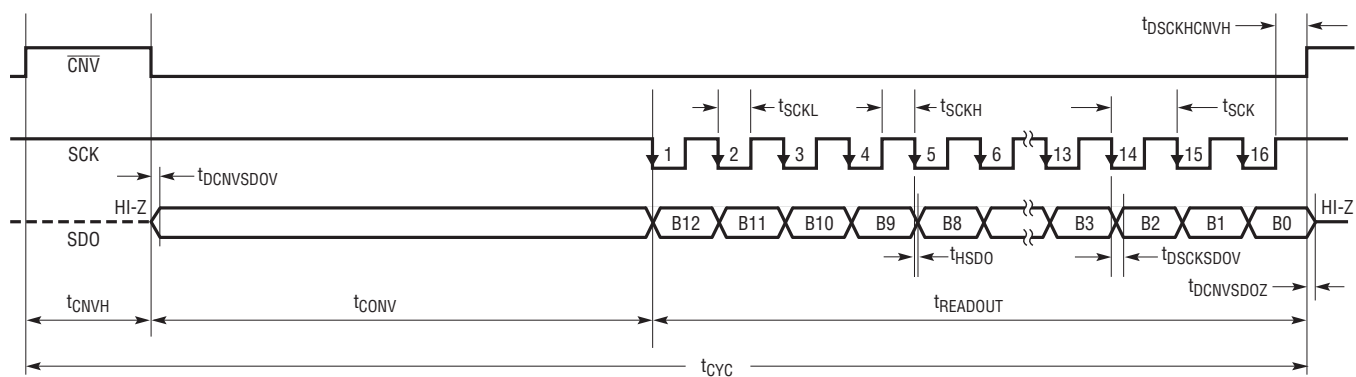 tDSCKHCNVH
CNV
tSCKL
tSCKH
tSCK
SCK
1 2 3 4 5 6 13 14 15 16
tDCNVSDOV
HI-Z
SDO
B12 B11 B10 B9 B8 B3 B2 B1 B0
HI-Z
tHSDO
tDSCKSDOV
tDCNVSDOZ
tCNVH
tCONV
tREADOUT
tCYC